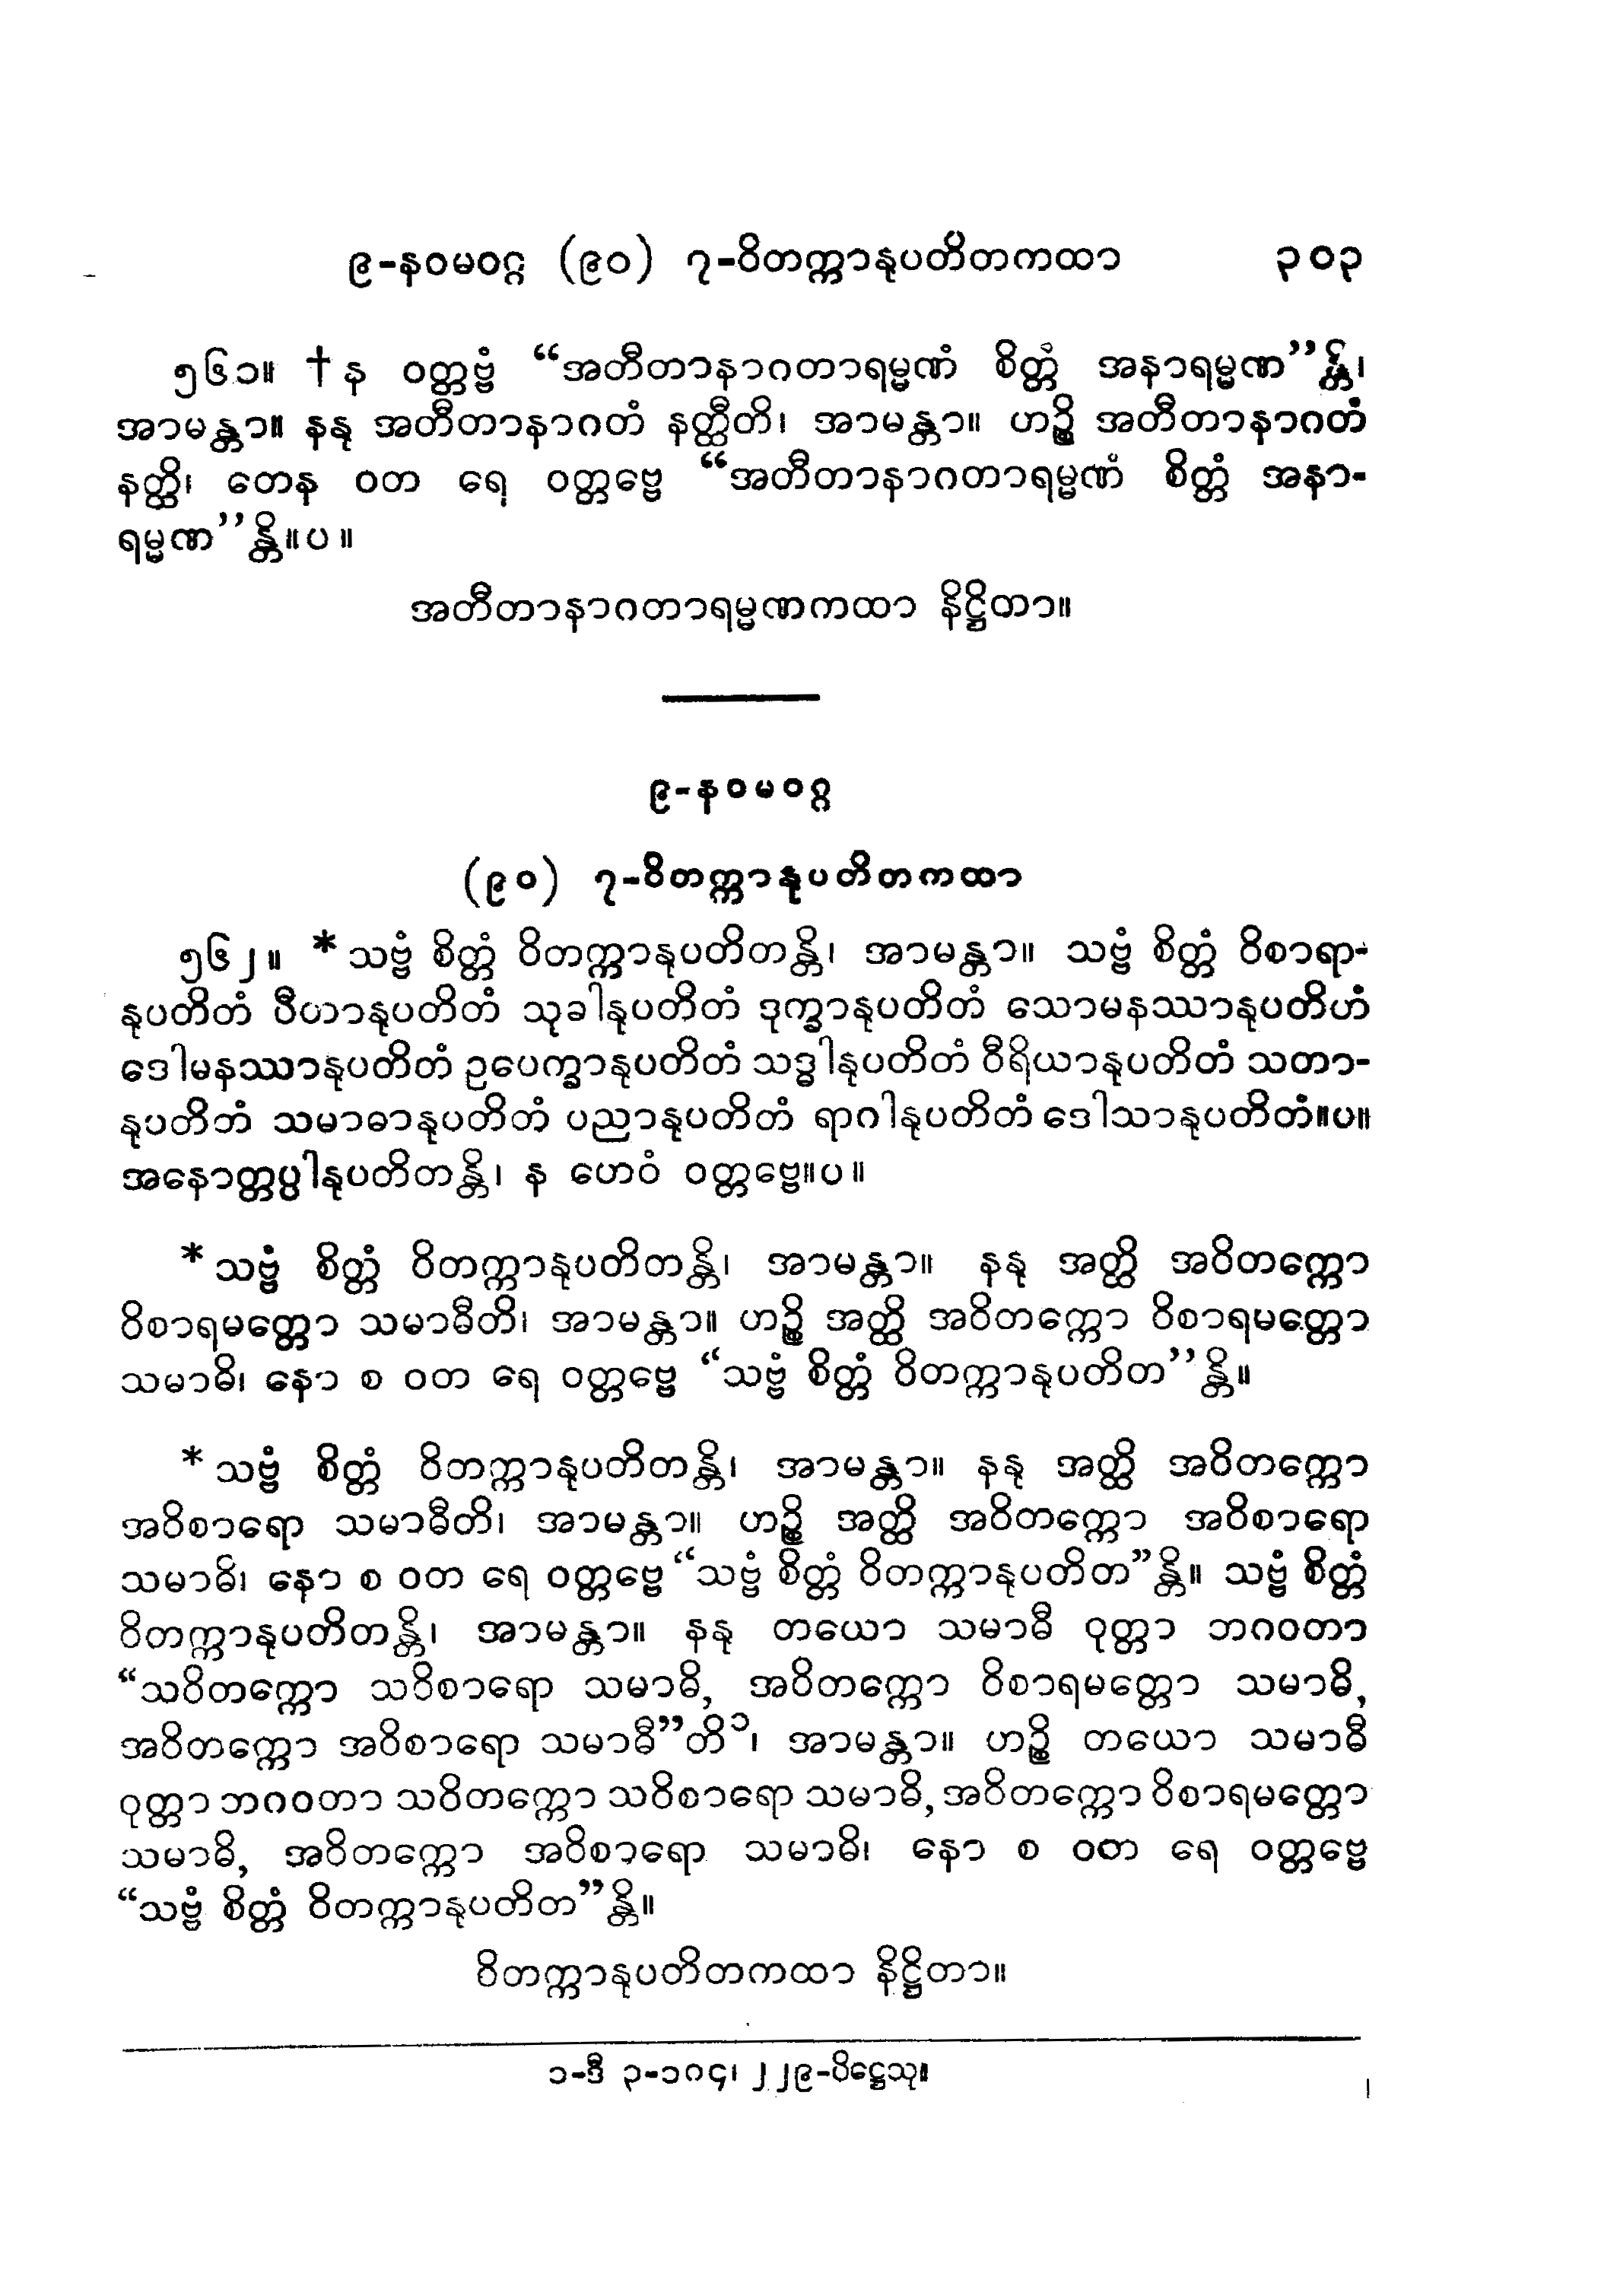 ၉-နဝမဝဂ္ဂ (၉၀) ၇-ဝိတက္ကာနုပတိတကထာ ၃၀၃
၅၆၁။ †န ဝတ္တဗ္ဗံ “အတီတာနာဂတာရမ္မဏံ စိတ္တံ အနာရမ္မဏ”န္တိ၊
အာမန္တာ။ နနု အတီတာနာဂတံ နတ္ထီတိ၊ အာမန္တာ။ ဟဉ္စိ အတီတာနာဂတံ
နတ္ထိ၊ တေန ဝတ ရေ ဝတ္တဗ္ဗေ “အတီတာနာဂတာရမ္မဏံ စိတ္တံ အနာ-
ရမ္မဏ”န္တိ။ပ။
အတီတာနာဂတာရမ္မဏကထာ နိဋ္ဌိတာ။
၉-နဝမဝဂ္ဂ
(၉၀) ၇-ဝိတက္ကာနုပတိတကထာ
၅၆၂။ *သဗ္ဗံ စိတ္တံ ဝိတက္ကာနုပတိတန္တိ၊ အာမန္တာ။ သဗ္ဗံ စိတ္တံ ဝိစာရာ-
နုပတိတံ ပီတာနုပတိတံ သုခါနုပတိတံ ဒုက္ခာနုပတိတံ သောမနဿာနုပတိတံ
ဒေါမနဿာနုပတိတံ ဥပေက္ခာနုပတိတံ သဒ္ဓါနုပတိတံ ဝီရိယာနုပတိတံ သတာ-
နုပတိတံ သမာဓာနုပတိတံ ပညာနုပတိတံ ရာဂါနုပတိတံ ဒေါသာနုပတိတံ။ပ။
အနောတ္တပ္ပါနုပတိတန္တိ၊ န ဟေဝံ ဝတ္တဗ္ဗေ။ပ။
*သဗ္ဗံ စိတ္တံ ဝိတက္ကာနုပတိတန္တိ၊ အာမန္တာ။ နနု အတ္ထိ အဝိတက္ကော
ဝိစာရမတ္တော သမာဓီတိ၊ အာမန္တာ။ ဟဉ္စိ အတ္ထိ အဝိတက္ကော ဝိစာရမတ္တော
သမာဓိ၊ နော စ ဝတ ရေ ဝတ္တဗ္ဗေ “သဗ္ဗံ စိတ္တံ ဝိတက္ကာနုပတိတ”န္တိ။
*သဗ္ဗံ စိတ္တံ ဝိတက္ကာနုပတိတန္တိ၊ အာမန္တာ။ နနု အတ္ထိ အဝိတက္ကော
အဝိစာရော သမာဓီတိ၊ အာမန္တာ။ ဟဉ္စိ အတ္ထိ အဝိတက္ကော အဝိစာရော
သမာဓိ၊ နော စ ဝတ ရေ ဝတ္တဗ္ဗေ “သဗ္ဗံ စိတ္တံ ဝိတက္ကာနုပတိတ”န္တိ။ သဗ္ဗံ စိတ္တံ
ဝိတက္ကာနုပတိတန္တိ၊ အာမန္တာ။ နနု တယော သမာဓီ ဝုတ္တာ ဘဂဝတာ
“သဝိတက္ကော သဝိစာရော သမာဓိ, အဝိတက္ကော ဝိစာရမတ္တော သမာဓိ,
အဝိတက္ကော အဝိစာရော သမာဓီ”တိ၁၊ အာမန္တာ။ ဟဉ္စိ တယော သမာဓီ
ဝုတ္တာ ဘဂဝတာ သဝိတက္ကော သဝိစာရော သမာဓိ, အဝိတက္ကော ဝိစာရမတ္တော
သမာဓိ, အဝိတက္ကော အဝိစာရော သမာဓိ၊ နော စ ဝတ ရေ ဝတ္တဗ္ဗေ
“သဗ္ဗံ စိတ္တံ ဝိတက္ကာနုပတိတ”န္တိ။
ဝိတက္ကာနုပတိတကထာ နိဋ္ဌိတာ။
၁-ဒီ ၃-၁၈၄၊ ၂၂၉-ပိဋ္ဌေသု။